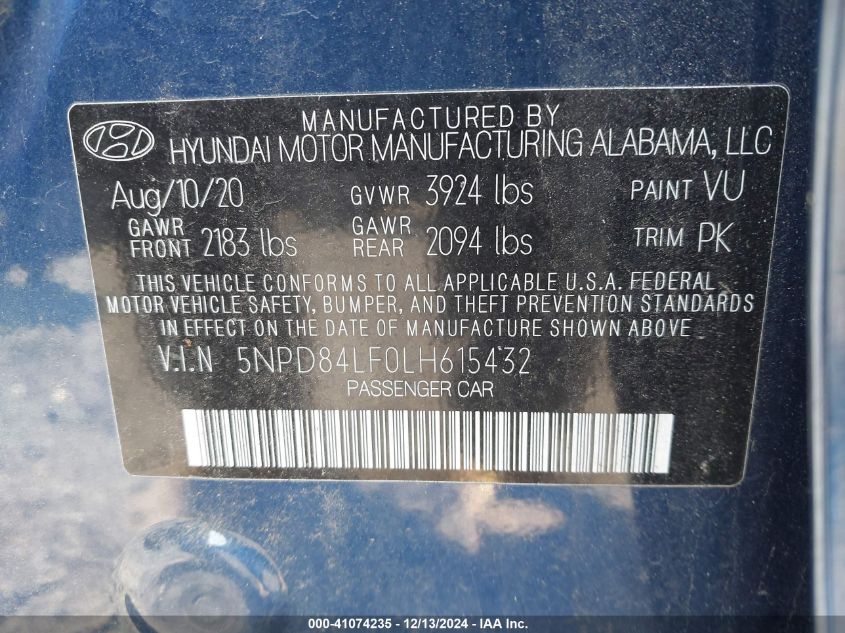 MANUFACTURED BY
HYUNDAI MOTOR MANUFACTURING ALABAMA, LLC
Aug/10/20 GVWR 3924 lbs PAINT VU
GAWR FRONT 2183 lbs GAWR REAR 2094 lbs TRIM PK
THIS VEHICLE CONFORMS TO ALL APPLICABLE U.S.A. FEDERAL
MOTOR VEHICLE SAFETY, BUMPER, AND THEFT PREVENTION STANDARDS
IN EFFECT ON THE DATE OF MANUFACTURE SHOWN ABOVE
V.I.N 5NPD84LF0LH615432
PASSENGER CAR
000-41074235 - 12/13/2024 - IAA Inc.